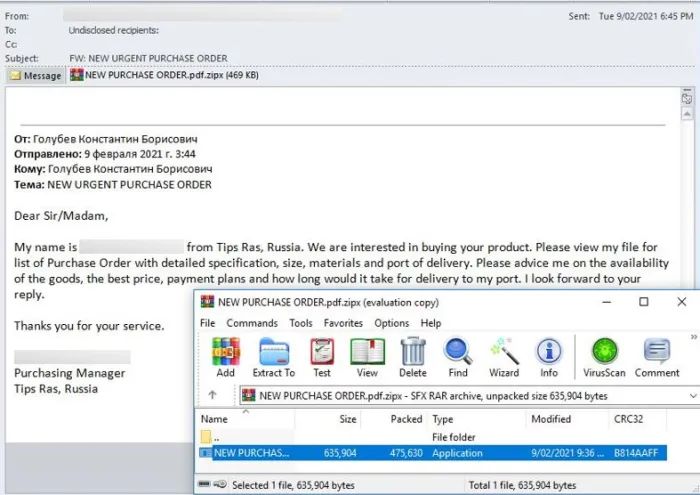 From:
Sent: Tue 9/02/2021 6:45 PM
To: Undisclosed recipients:
Cc:
Subject: FW: NEW URGENT PURCHASE ORDER
Message NEW PURCHASE ORDER.pdf.zipx (469 KB)
От: Голубев Константин Борисович
Отправлено: 9 февраля 2021 г. 3:44
Кому: Голубев Константин Борисович
Тема: NEW URGENT PURCHASE ORDER
Dear Sir/Madam,
My name is from Tips Ras, Russia. We are interested in buying your product. Please view my file for
list of Purchase Order with detailed specification, size, materials and port of delivery. Please advice me on the availability
of the goods, the best price, payment plans and how long would it take for delivery to my port. I look forward to your
reply.
Thanks you for your service.
Purchasing Manager
Tips Ras, Russia
NEW PURCHASE ORDER.pdf.zipx (evaluation copy)
File Commands Tools Favorites Options Help
Add Extract To Test View Delete Find Wizard Info VirusScan Comment
NEW PURCHASE ORDER.pdf.zipx - SFX RAR archive, unpacked size 635,904 bytes
Name Size Packed Type Modified CRC32
.. File folder
NEW PURCHAS... 635,904 475,630 Application 9/02/2021 9:36 ... B814AAFF
Selected 1 file, 635,904 bytes Total 1 file, 635,904 bytes